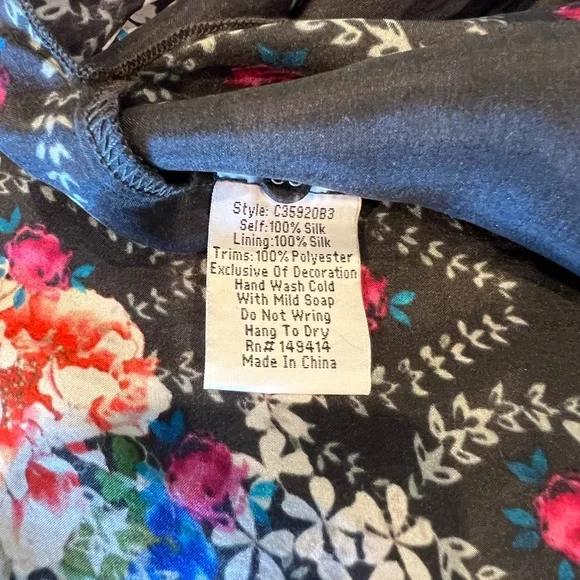 Style: C35920B3
Self:100% Silk
Lining:100% Silk
Trims:100% Polyester
Exclusive Of Decoration
Hand Wash Cold
With Mild Soap
Do Not Wring
Hang To Dry
Rn# 149414
Made In China